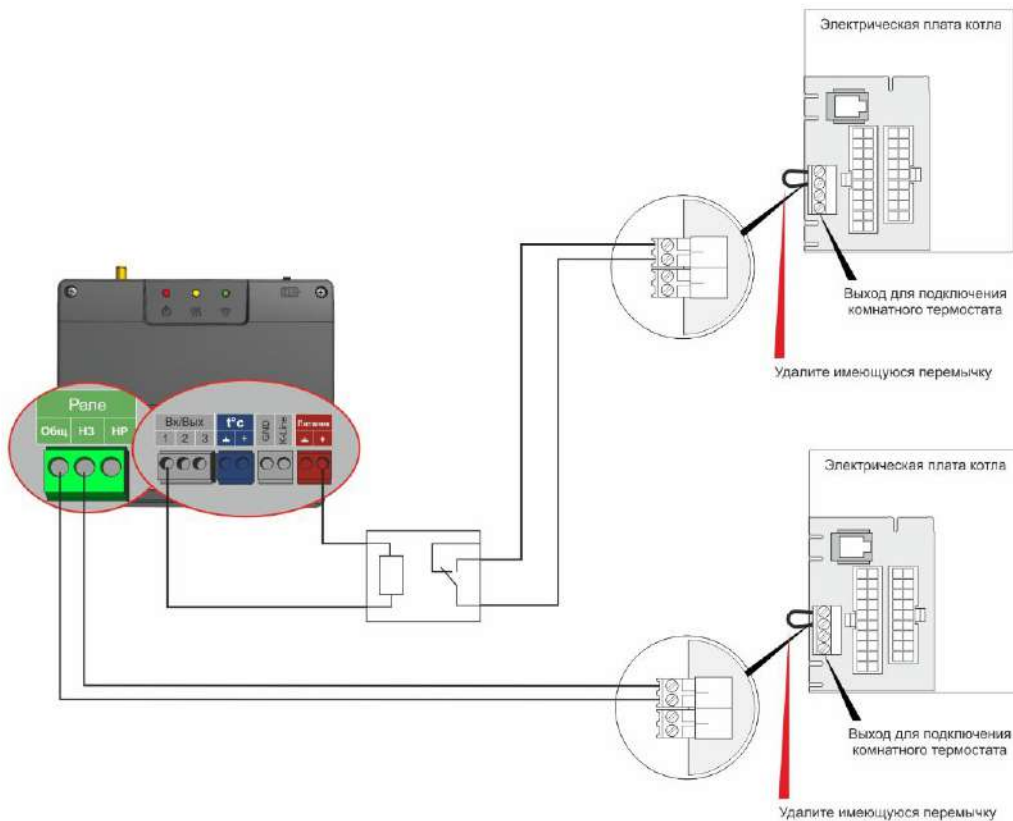 Электрическая плата котла
Выход для подключения
комнатного термостата
Удалите имеющуюся перемычку
Реле
Общ НЗ НР
Вх/Вых
1 2 3
t°c
+
GND
K-Line
Питание
+
Электрическая плата котла
Выход для подключения
комнатного термостата
Удалите имеющуюся перемычку